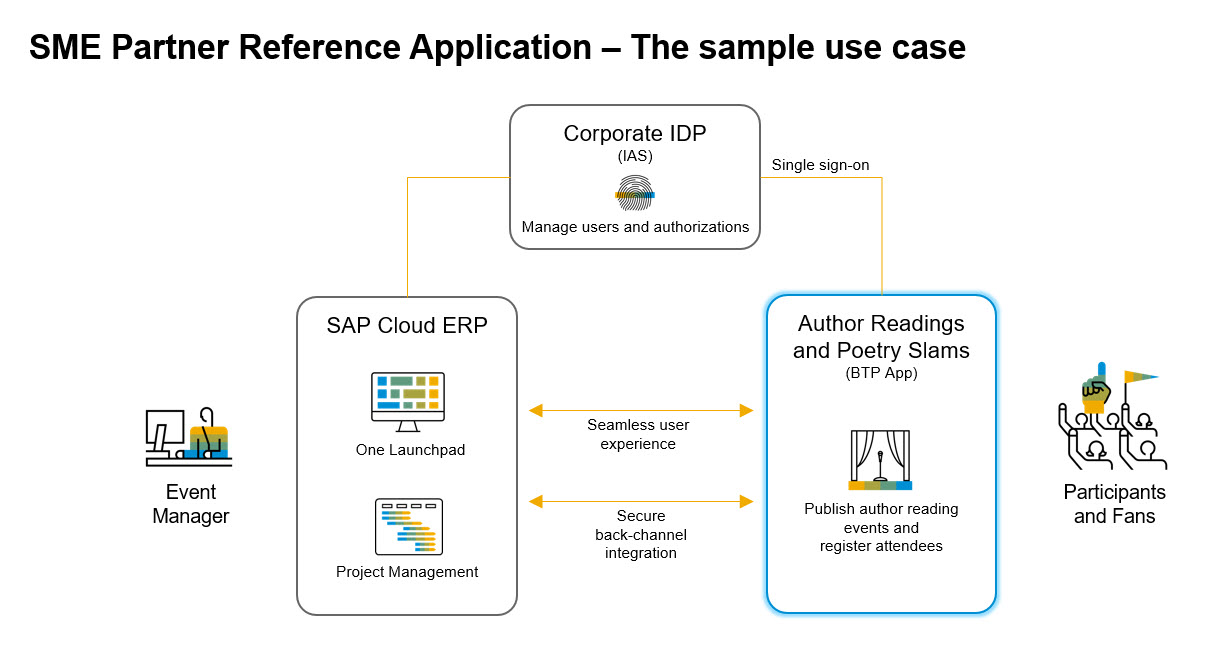 SME Partner Reference Application – The sample use case
Corporate IDP
(IAS)
Manage users and authorizations
Single sign-on
SAP Cloud ERP
One Launchpad
Project Management
Seamless user
experience
Secure
back-channel
integration
Author Readings
and Poetry Slams
(BTP App)
Publish author reading
events and
register attendees
Event
Manager
Participants
and Fans